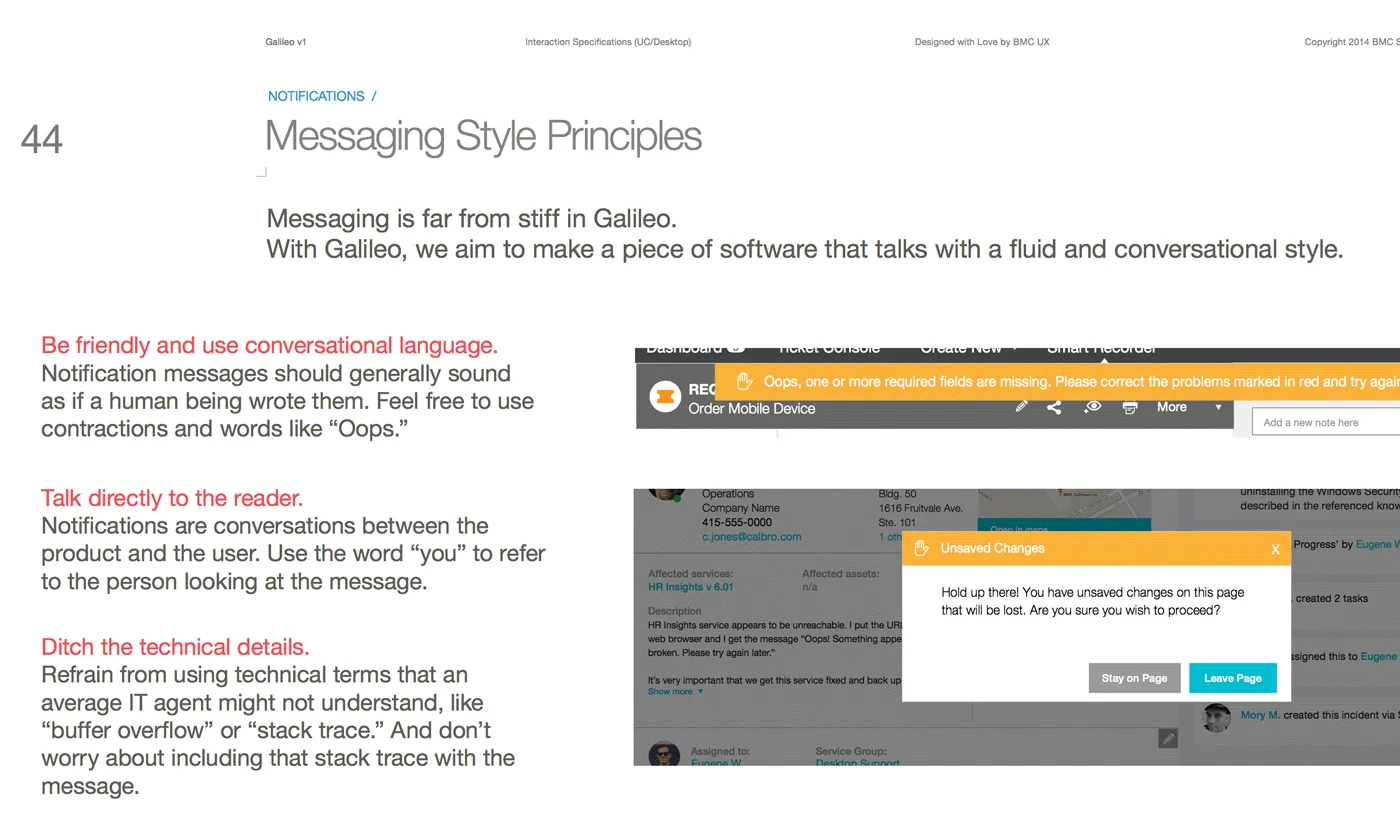 Galileo v1
Interaction Specifications (UC/Desktop)
Designed with Love by BMC UX
Copyright 2014 BMC S
NOTIFICATIONS /
44
Messaging Style Principles
Messaging is far from stiff in Galileo.
With Galileo, we aim to make a piece of software that talks with a fluid and conversational style.
Be friendly and use conversational language.
Notification messages should generally sound
as if a human being wrote them. Feel free to use
contractions and words like “Oops.”
Talk directly to the reader.
Notifications are conversations between the
product and the user. Use the word “you” to refer
to the person looking at the message.
Ditch the technical details.
Refrain from using technical terms that an
average IT agent might not understand, like
“buffer overflow” or “stack trace.” And don’t
worry about including that stack trace with the
message.
Dashboard
Ticket Console
Create New
Smart Recorder
Oops, one or more required fields are missing. Please correct the problems marked in red and try again
REQ
Order Mobile Device
More
Add a new note here
Operations
Company Name
415-555-0000
c.jones@calbro.com
Bldg. 50
1616 Fruitvale Ave.
Ste. 101
1 oth
Open in maps
uninstalling the Windows Security
described in the referenced know
Progress’ by Eugene W
created 2 tasks
ssigned this to Eugene
Mory M. created this incident via S
Affected services:
HR Insights v 6.01
Affected assets:
n/a
Description
HR Insights service appears to be unreachable. I put the URL
web browser and I get the message “Oops! Something appe
broken. Please try again later.”
It’s very important that we get this service fixed and back up
Show more
Unsaved Changes
X
Hold up there! You have unsaved changes on this page
that will be lost. Are you sure you wish to proceed?
Stay on Page
Leave Page
Assigned to:
Eugene W.
Service Group:
Desktop Support